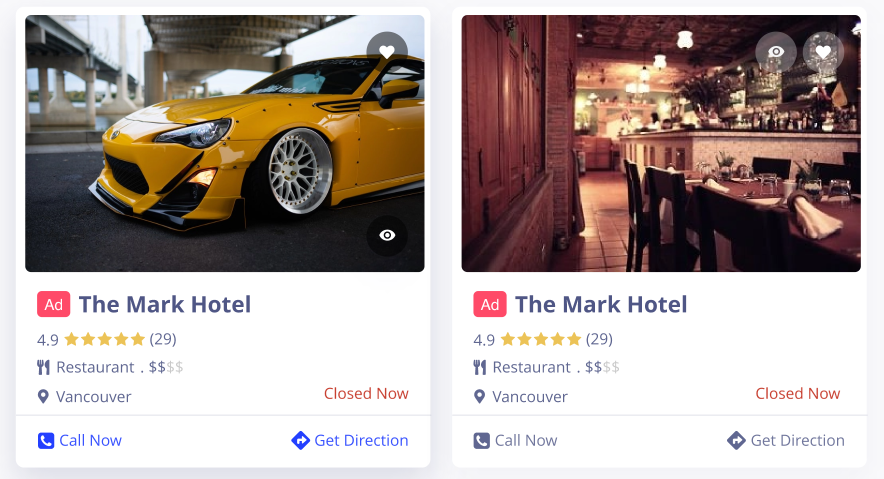 Ad The Mark Hotel
4.9 (29)
Restaurant . $$$$
Vancouver
Closed Now
Call Now
Get Direction
Ad The Mark Hotel
4.9 (29)
Restaurant . $$$$
Vancouver
Closed Now
Call Now
Get Direction